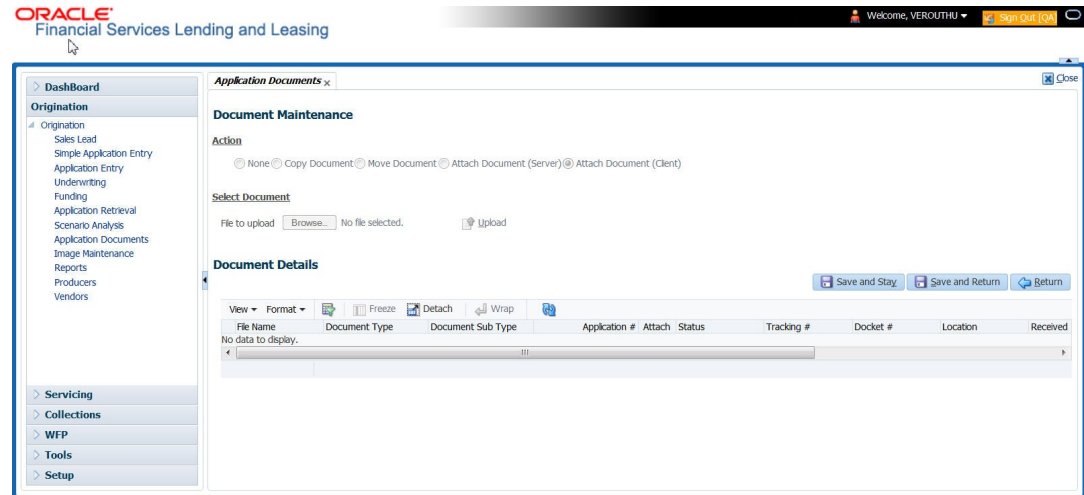 ORACLE'
Financial Services Lending and Leasing
Welcome, VEROUTHU
Sign Out [QA]
Close
DashBoard
Origination
Origination
Sales Lead
Simple Application Entry
Application Entry
Underwriting
Funding
Application Retrieval
Scenario Analysis
Application Documents
Image Maintenance
Reports
Producers
Vendors
Servicing
Collections
WFP
Tools
Setup
Application Documents x
Document Maintenance
Action
None Copy Document Move Document Attach Document (Server) Attach Document (Client)
Select Document
File to upload Browse... No file selected. Upload
Document Details
Save and Stay Save and Return Return
View Format Freeze Detach Wrap
File Name Document Type Document Sub Type Application # Attach Status Tracking # Docket # Location Received
No data to display.